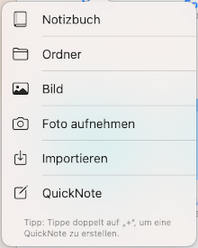 Notizbuch
Ordner
Bild
Foto aufnehmen
Importieren
QuickNote
Tipp: Tippe doppelt auf „+“, um eine
QuickNote zu erstellen.